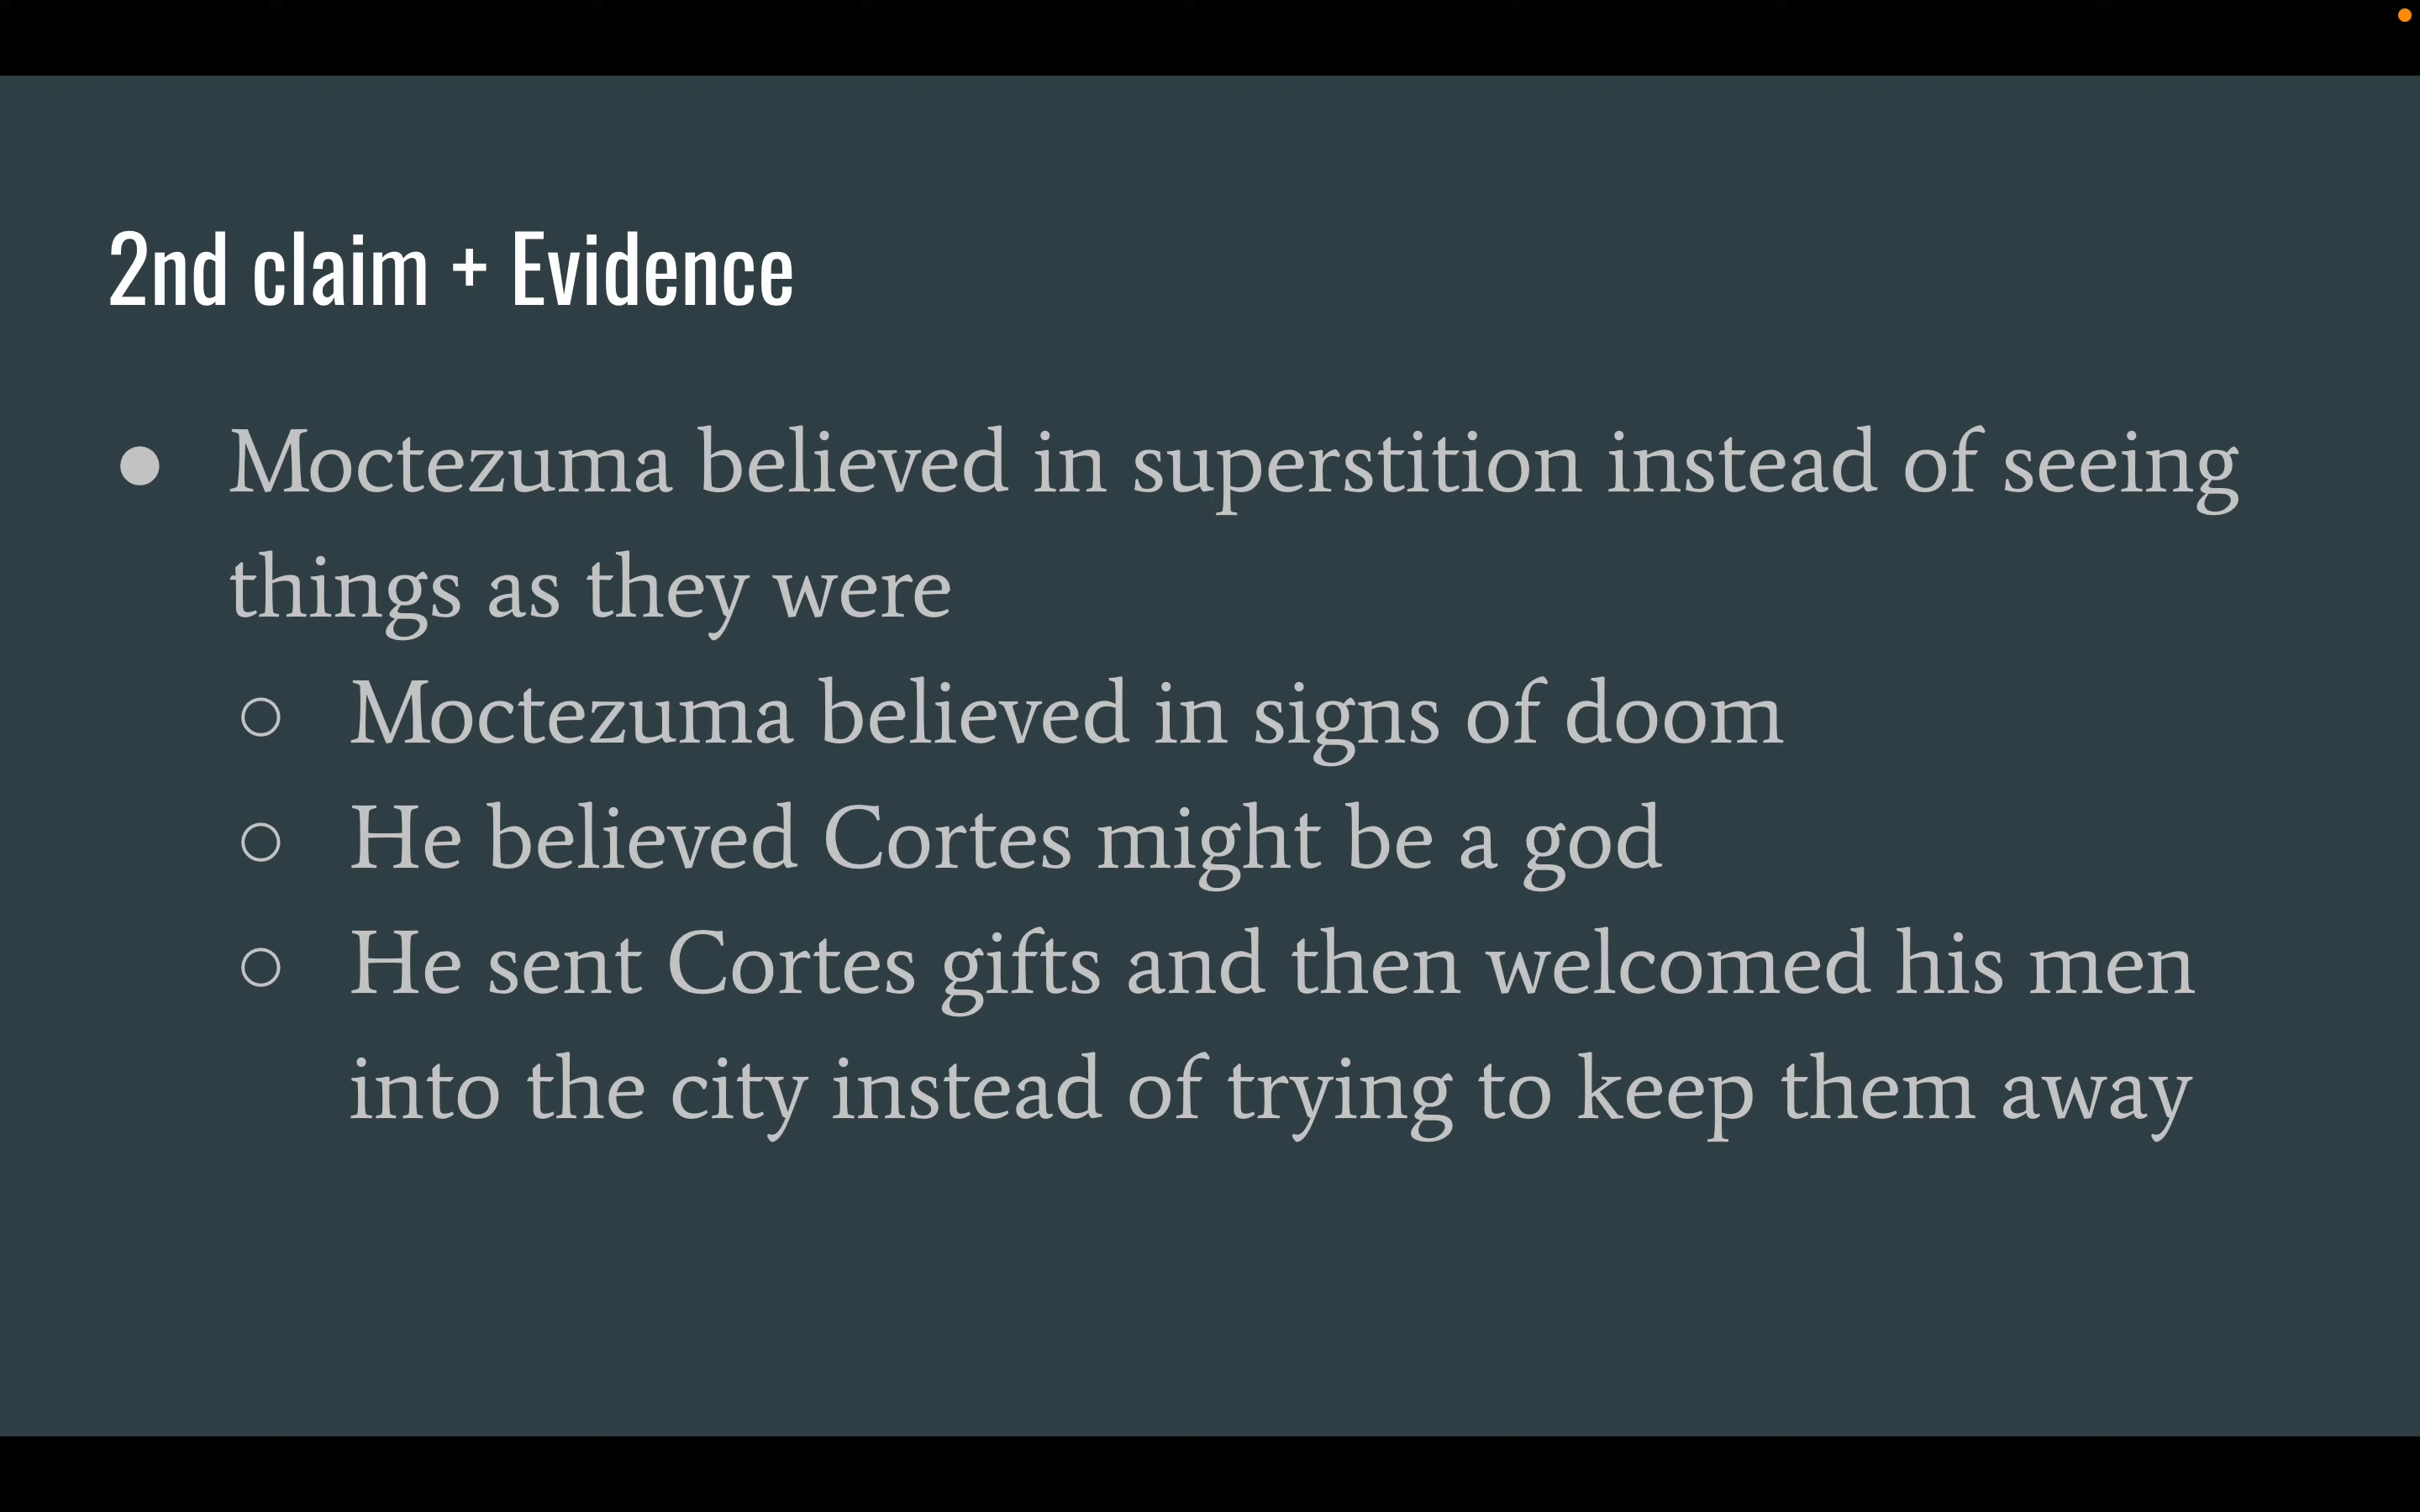 2nd claim + Evidence
● Moctezuma believed in superstition instead of seeing
things as they were
○ Moctezuma believed in signs of doom
○ He believed Cortes might be a god
○ He sent Cortes gifts and then welcomed his men
into the city instead of trying to keep them away